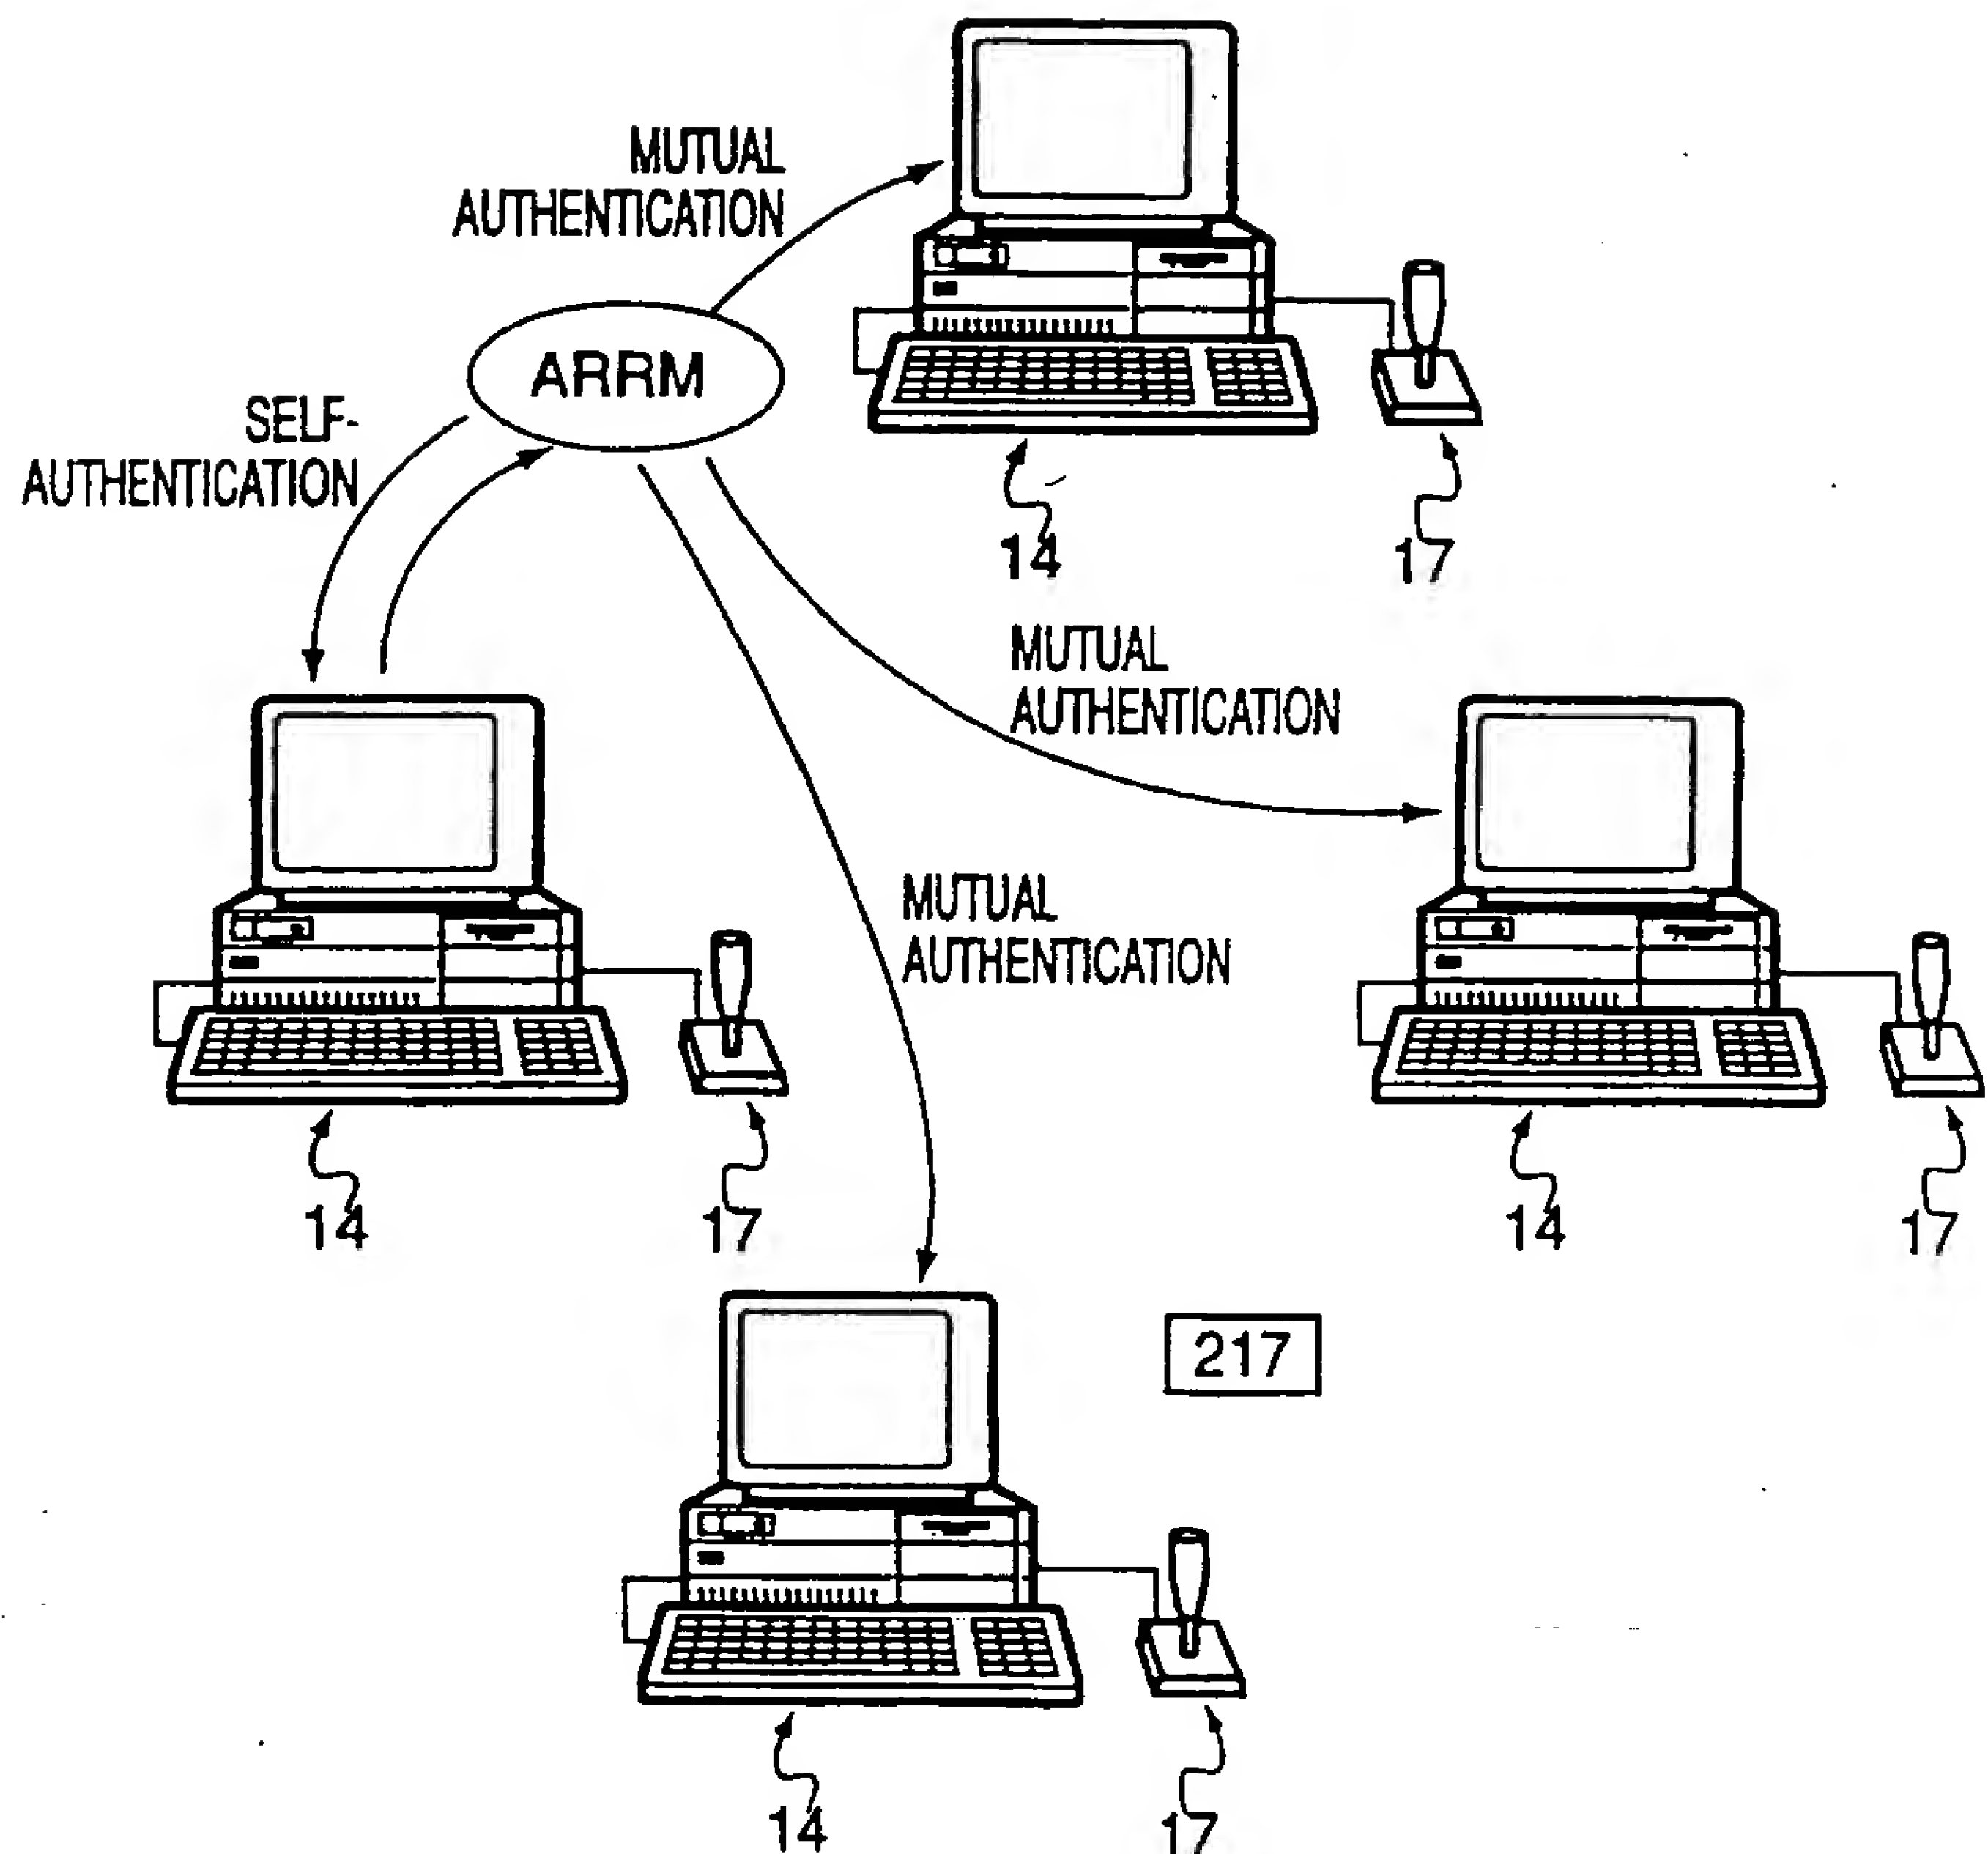 MUTUAL
AUTHENTICATION
ARRM
SELF-
AUTHENTICATION
14
17
MUTUAL
AUTHENTICATION
MUTUAL
AUTHENTICATION
14
17
14
17
217
14
17